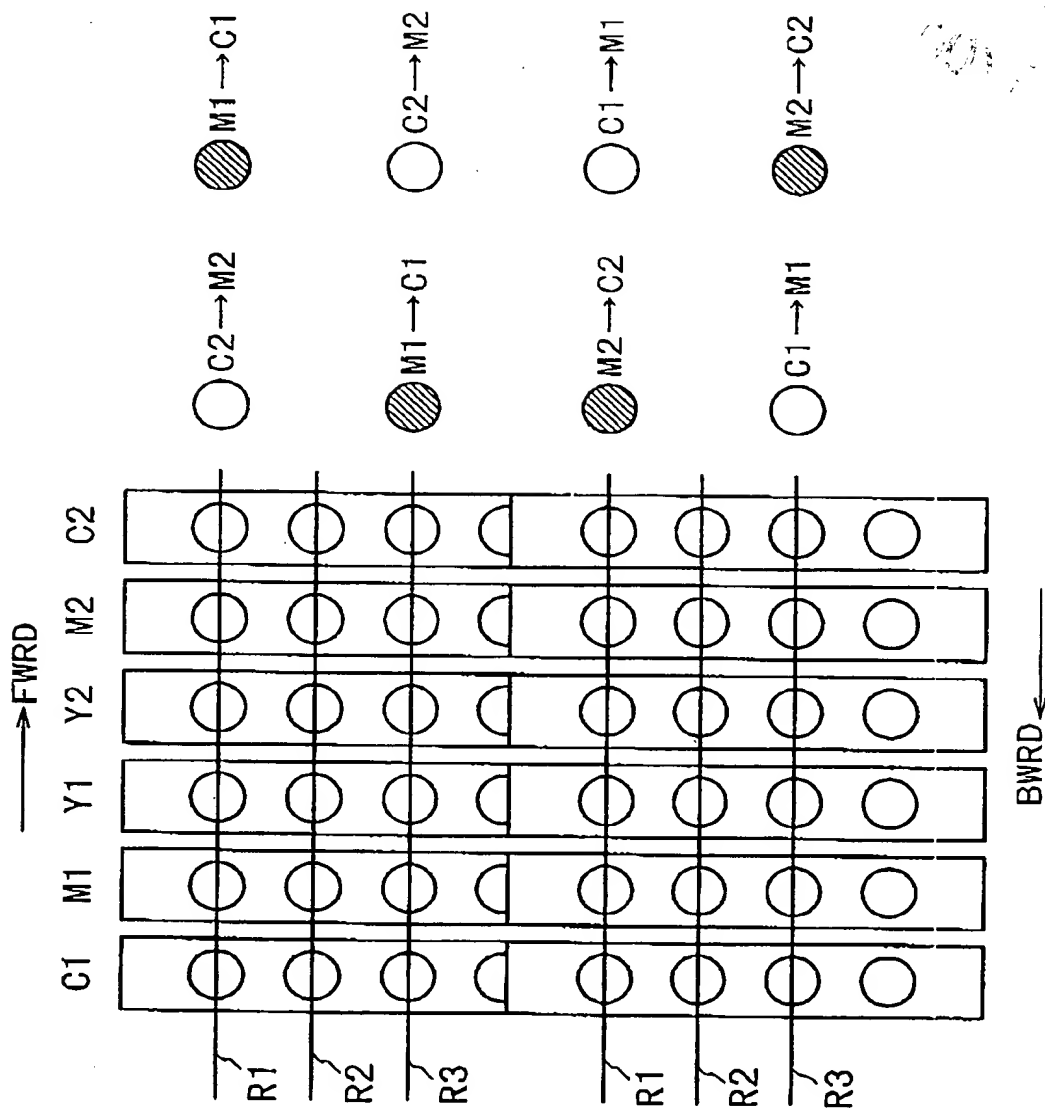 FWRD
C1 M1 Y1 Y2 M2 C2
R1 C2→M2 M1→C1
R2
R3 M1→C1 C2→M2
R1 M2→C2 C1→M1
R2
R3 C1→M1 M2→C2
BWRD